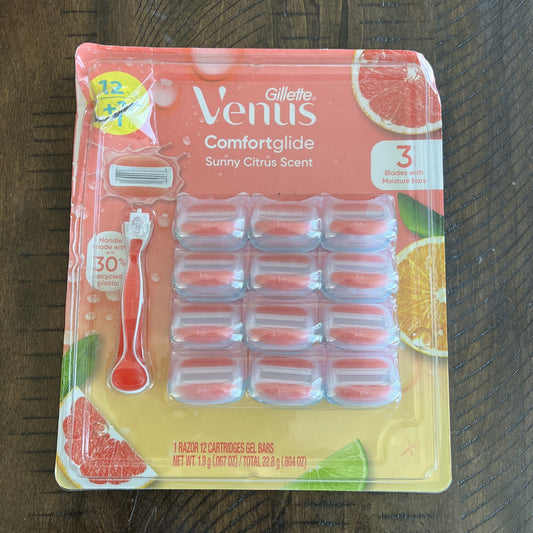 12
+1
Gillette®
Venus
Comfortglide
Sunny Citrus Scent
3
Blades with
Moisture Bars
Handle
made with
30%
recycled
plastic
1 RAZOR 12 CARTRIDGES GEL BARS
NET WT. 1.9 g (.067 OZ) / TOTAL 22.8 g (.804 OZ)